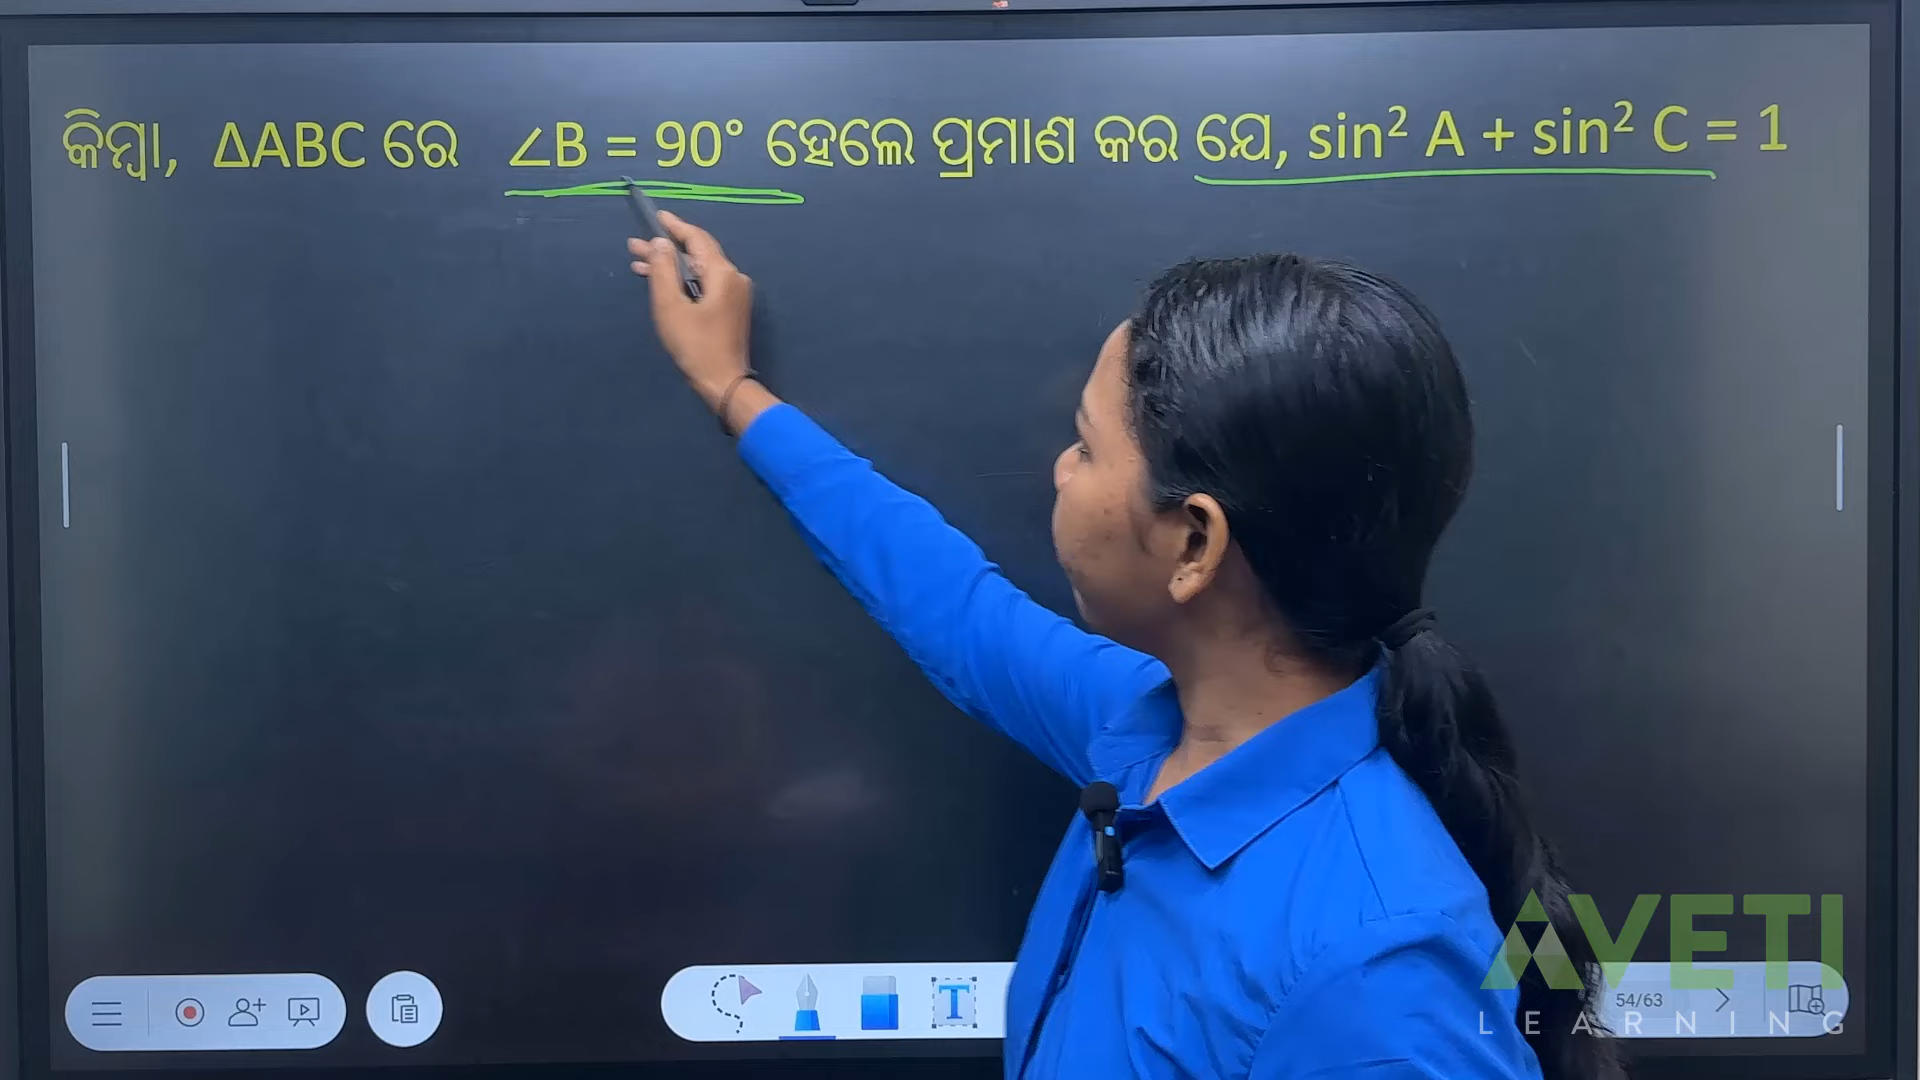 କିମ୍ବା, ΔABC ରେ ∠B = 90° ହେଲେ ପ୍ରମାଣ କର ଯେ, sin² A + sin² C = 1
T
54/63
AVETI
LEARNING